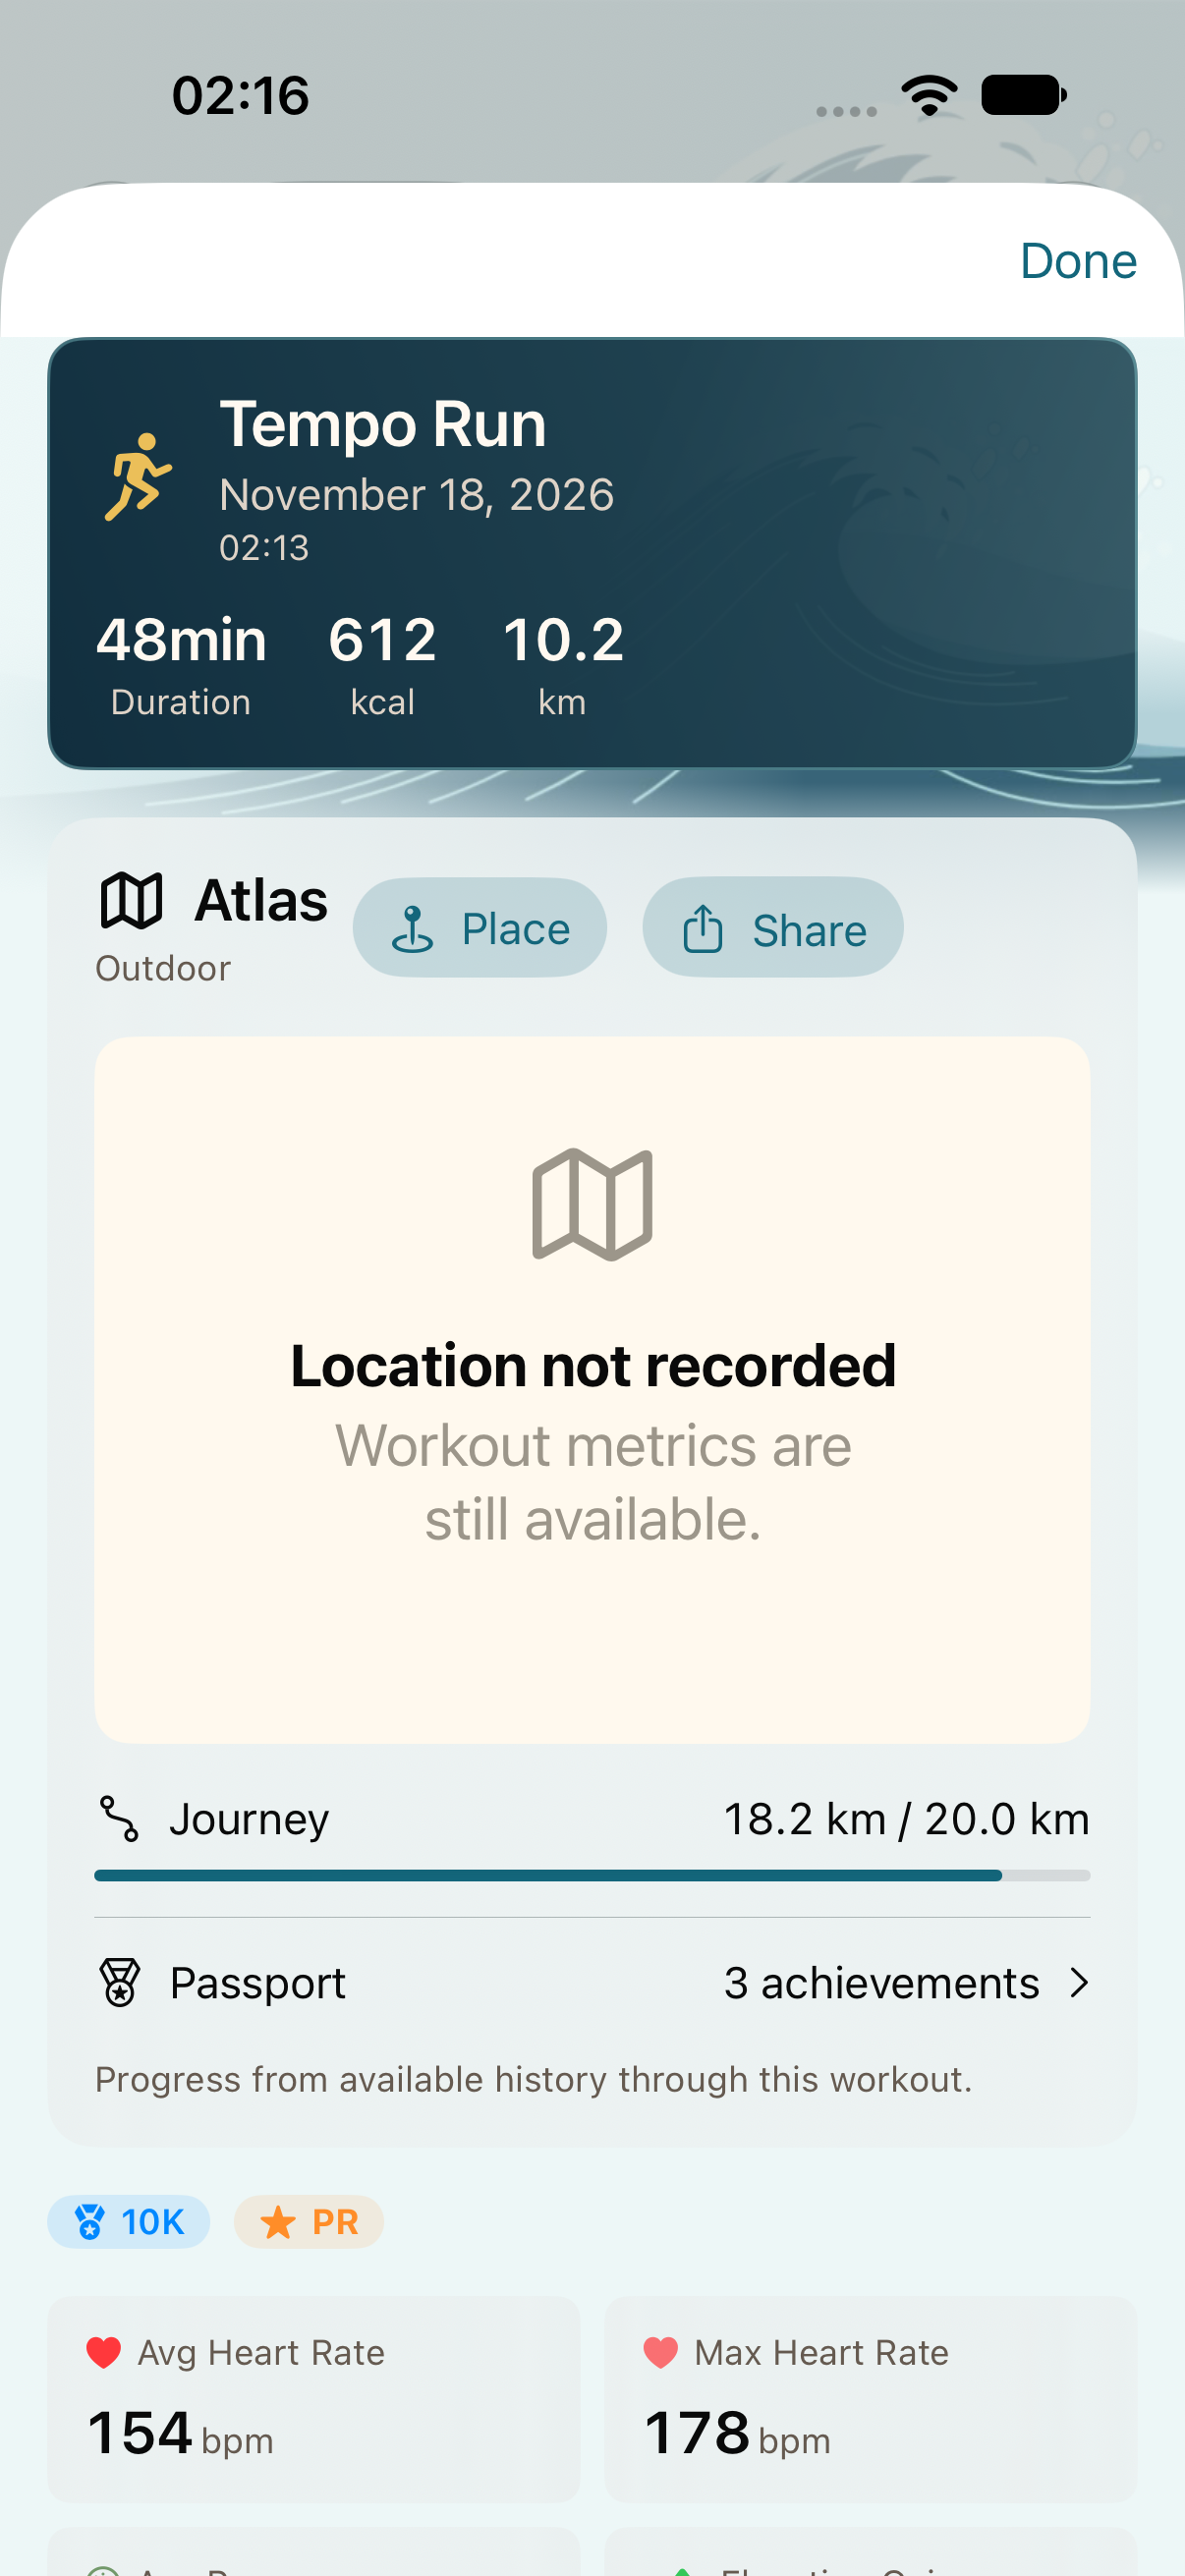 02:16
Done
Tempo Run
November 18, 2026
02:13
48min 612 10.2
Duration kcal km
Atlas
Outdoor
Place
Share
Location not recorded
Workout metrics are
still available.
Journey 18.2 km / 20.0 km
Passport 3 achievements
Progress from available history through this workout.
10K PR
Avg Heart Rate
154 bpm
Max Heart Rate
178 bpm